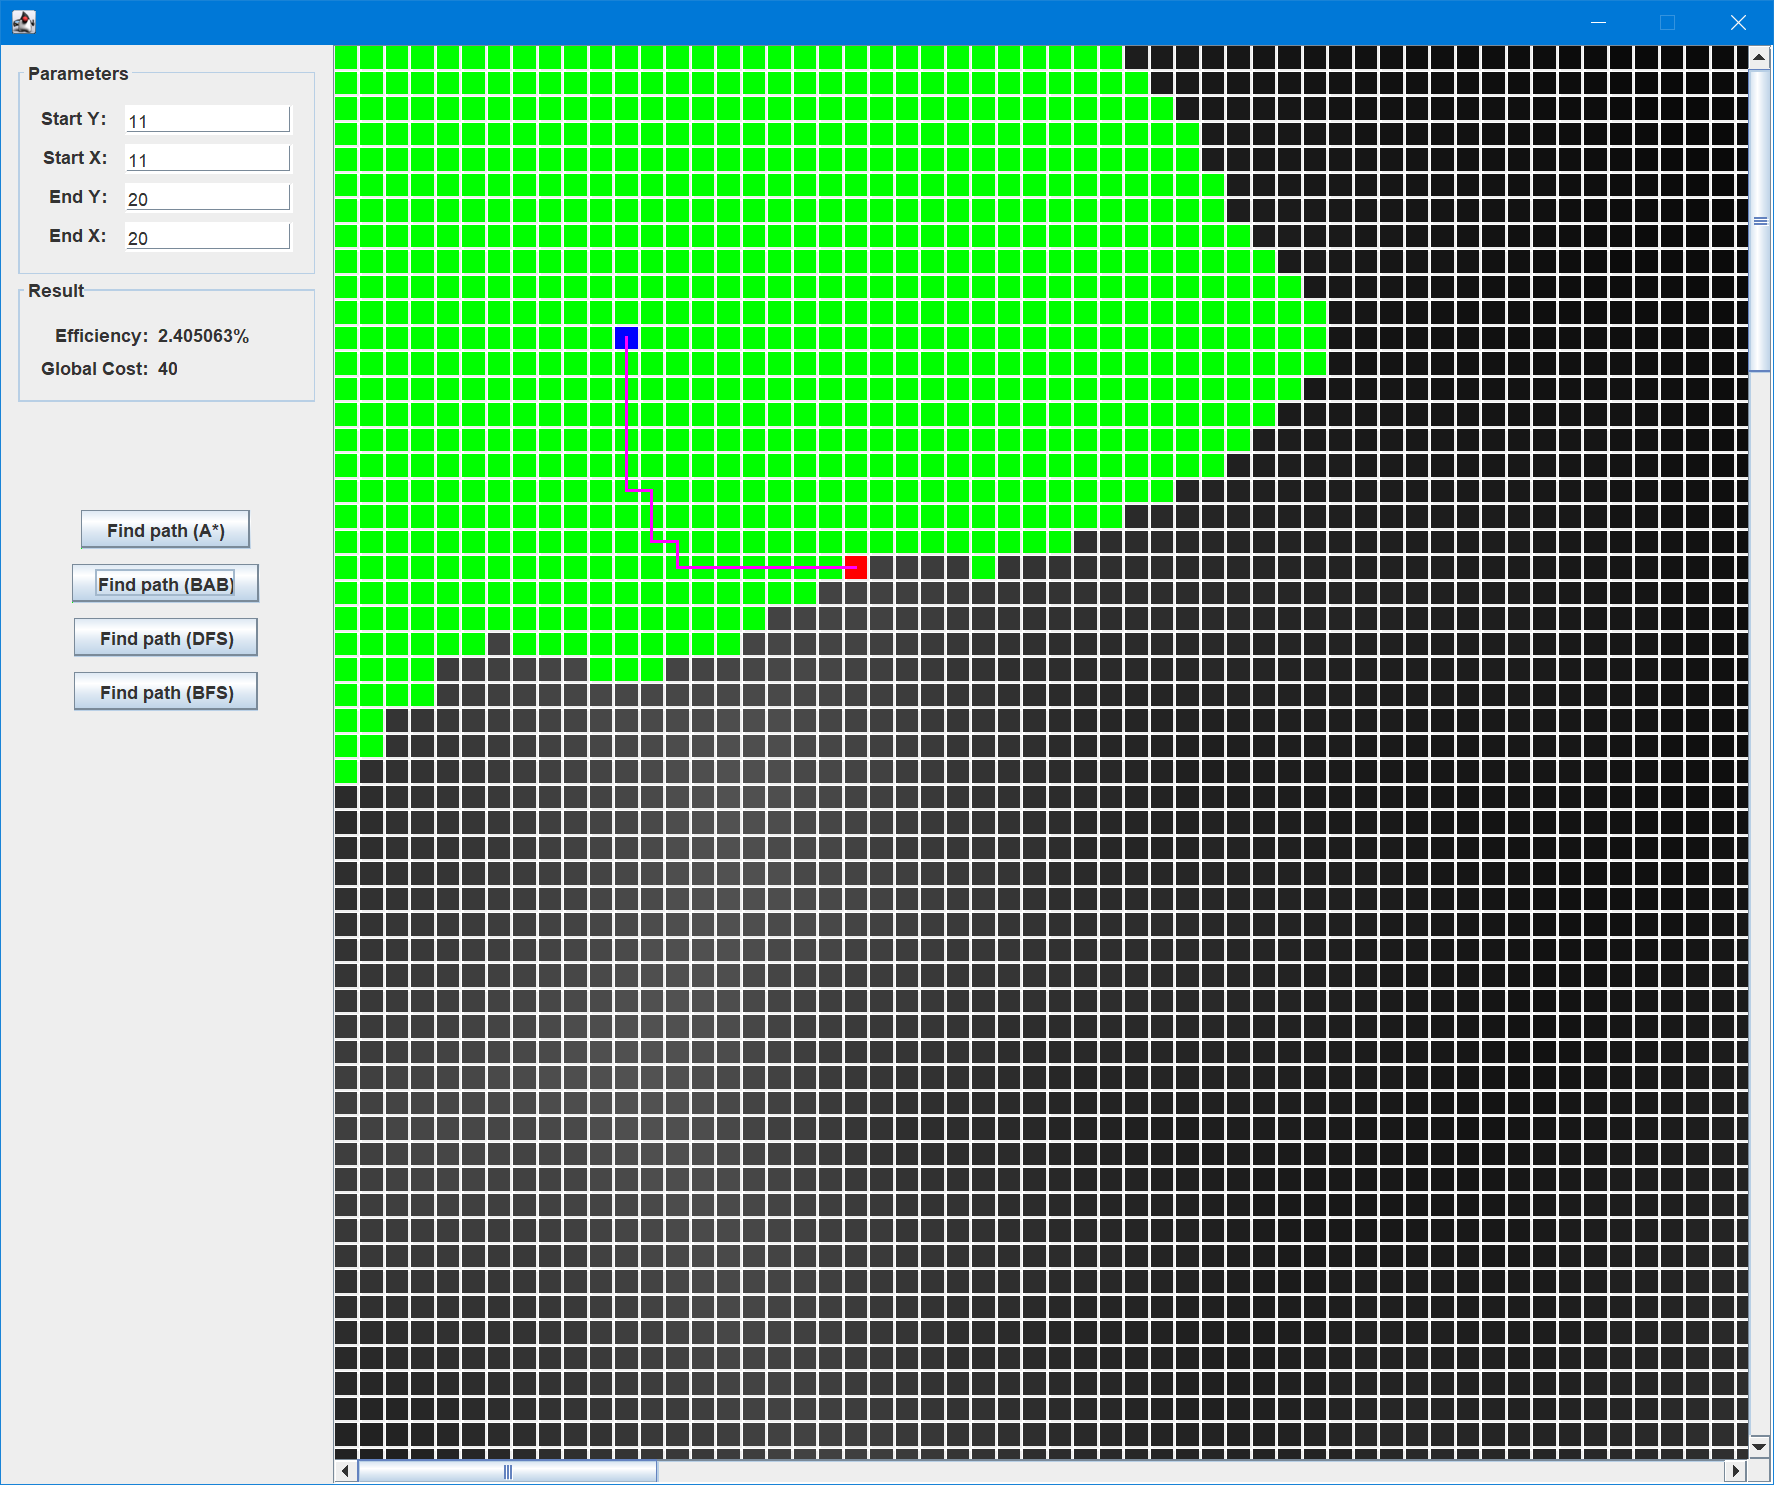 Parameters
Start Y: 11
Start X: 11
End Y: 20
End X: 20
Result
Efficiency: 2.405063%
Global Cost: 40
Find path (A*)
Find path (BAB)
Find path (DFS)
Find path (BFS)